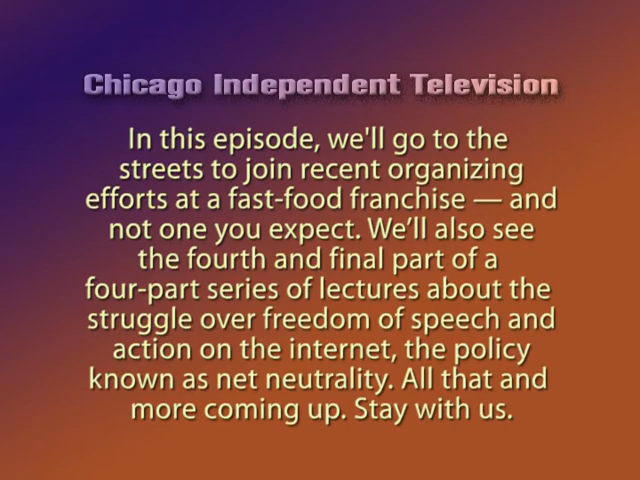 Chicago Independent Television
In this episode, we'll go to the
streets to join recent organizing
efforts at a fast-food franchise — and
not one you expect. We’ll also see
the fourth and final part of a
four-part series of lectures about the
struggle over freedom of speech and
action on the internet, the policy
known as net neutrality. All that and
more coming up. Stay with us.